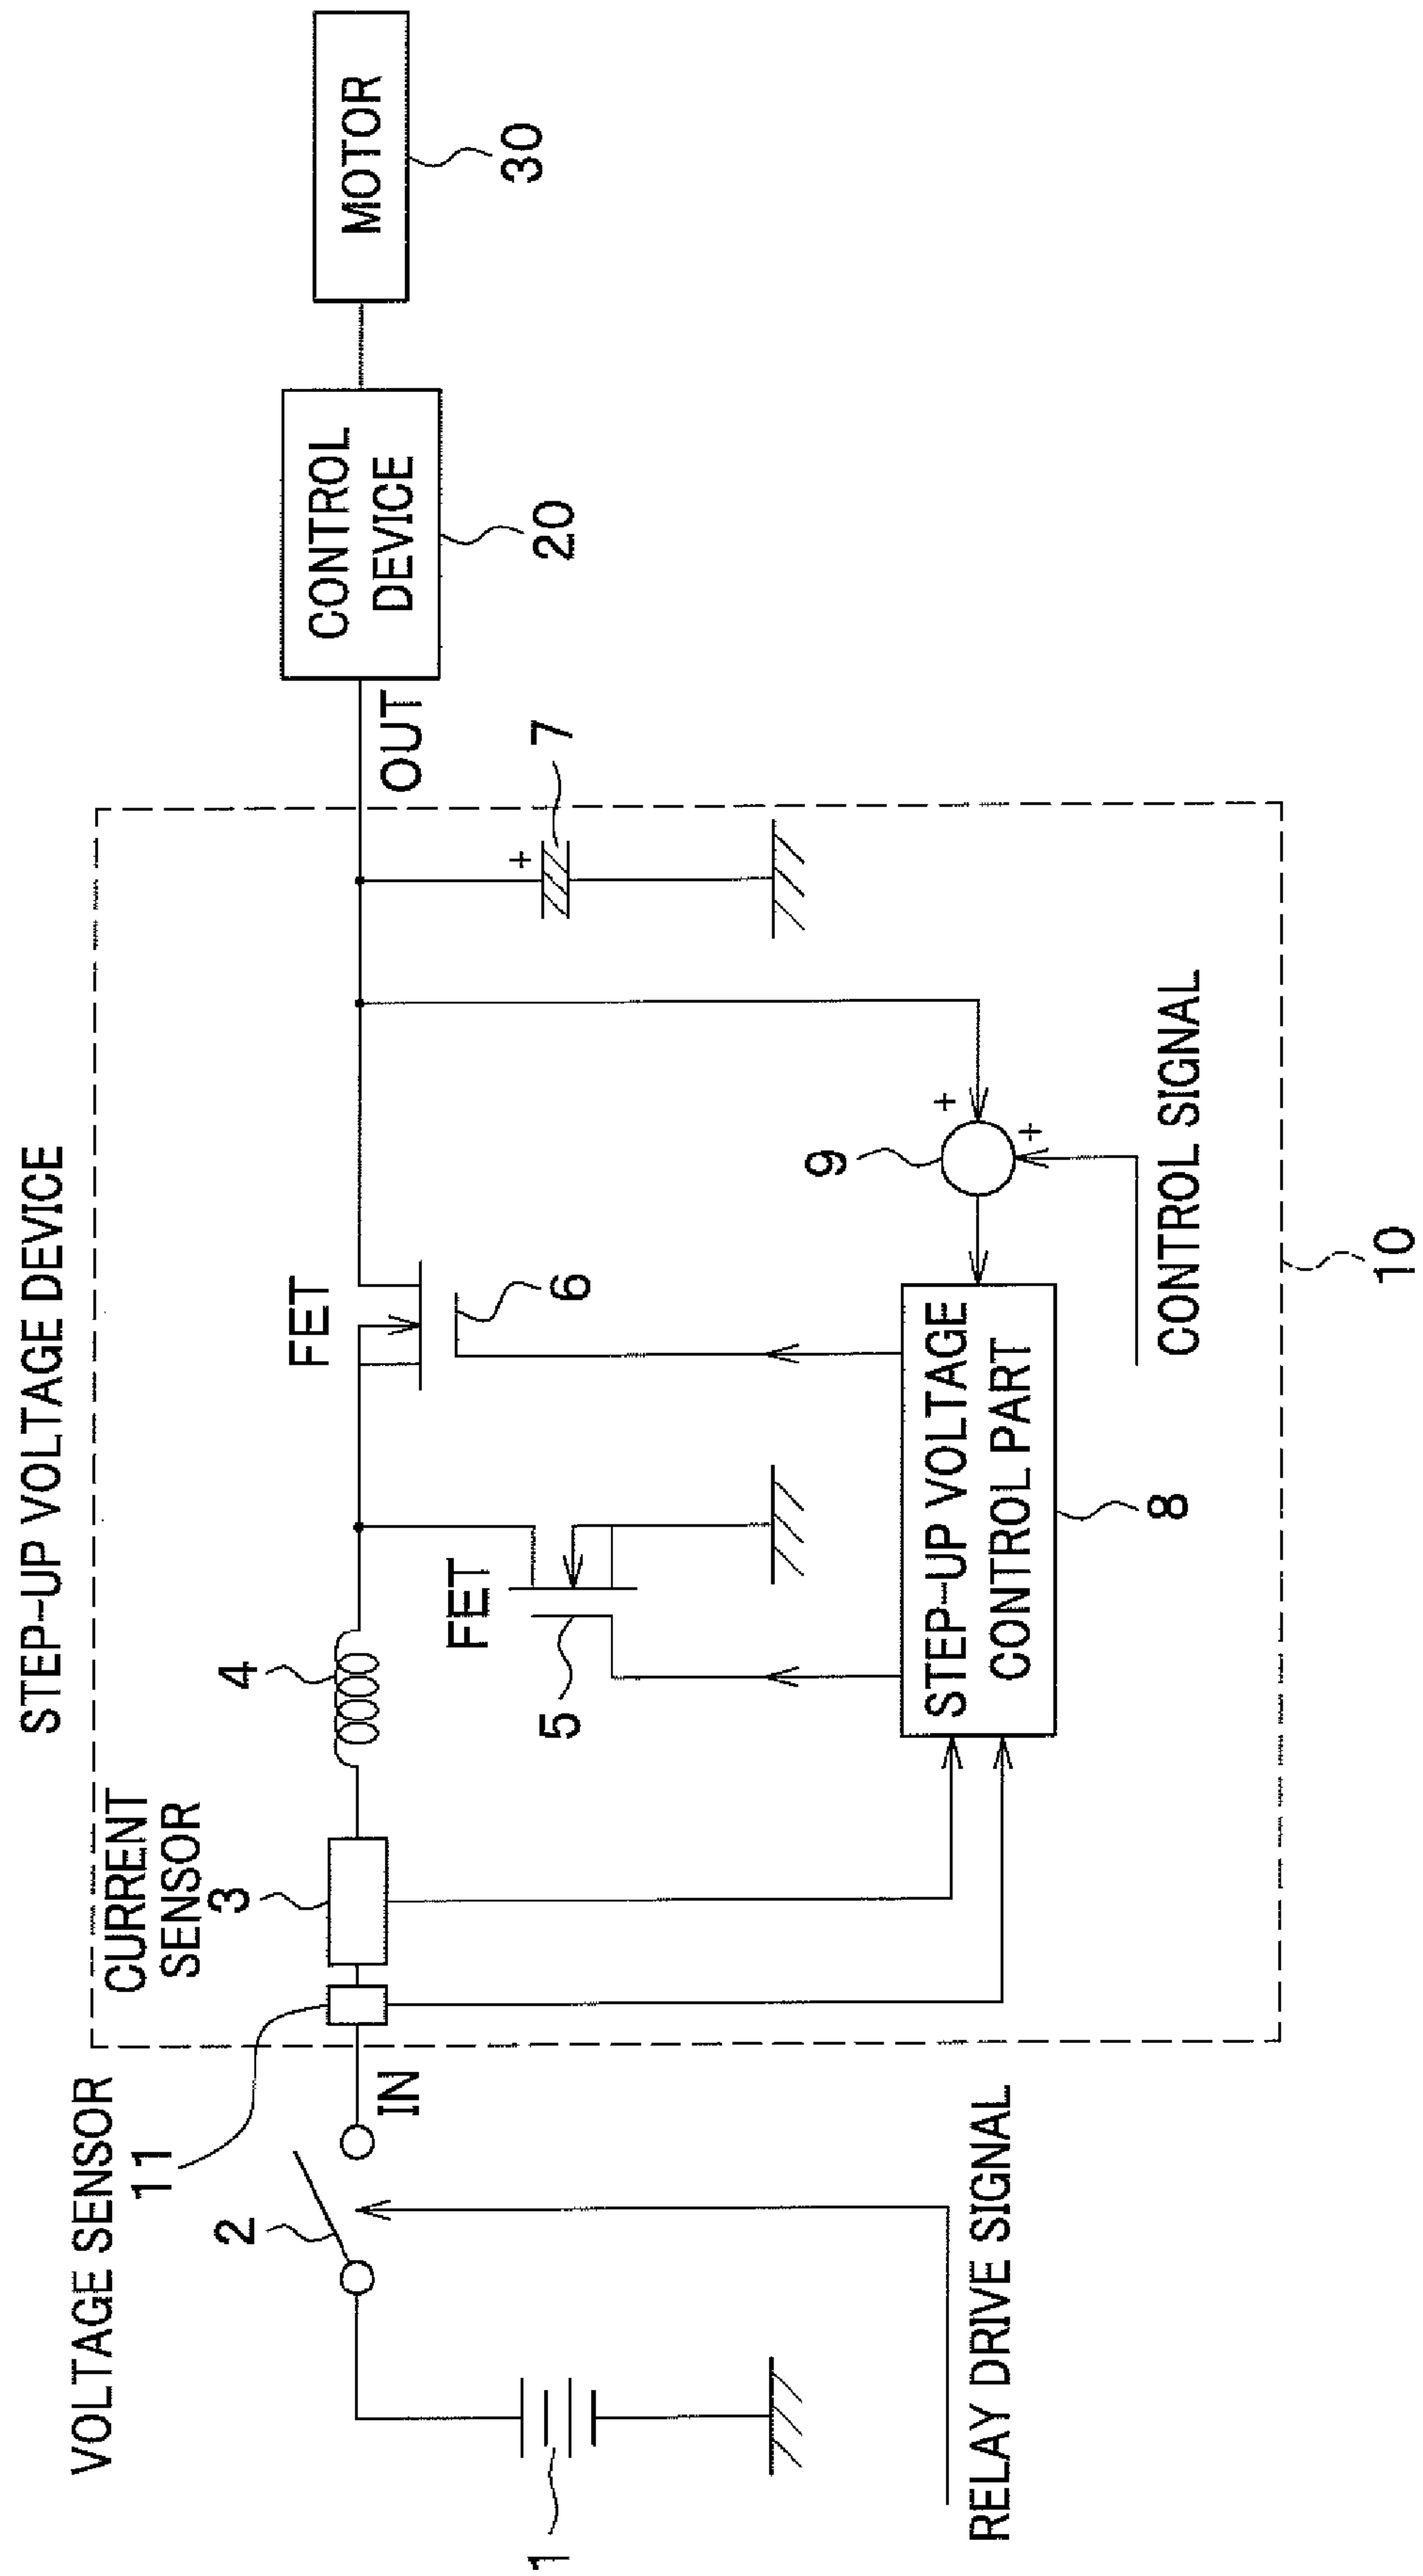 STEP-UP VOLTAGE DEVICE
VOLTAGE SENSOR
11
CURRENT
SENSOR
3
4
FET
FET
2
IN
5
6
+
7
OUT
CONTROL
DEVICE
20
MOTOR
30
1
9
+
+
STEP-UP VOLTAGE
CONTROL PART
8
RELAY DRIVE SIGNAL
CONTROL SIGNAL
10